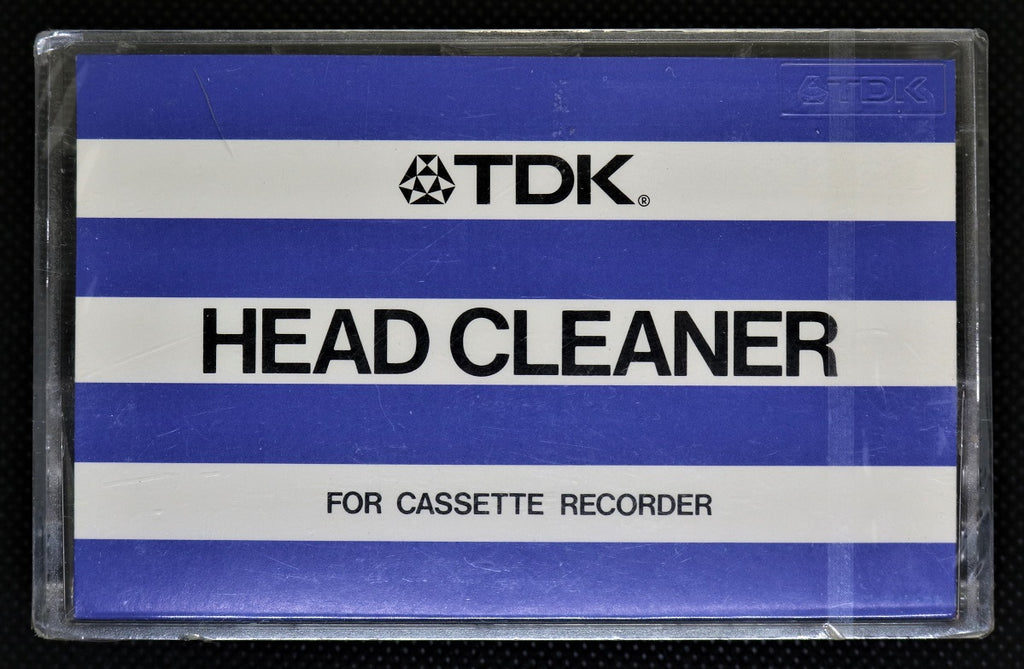 TDK
TDK®
HEAD CLEANER
FOR CASSETTE RECORDER